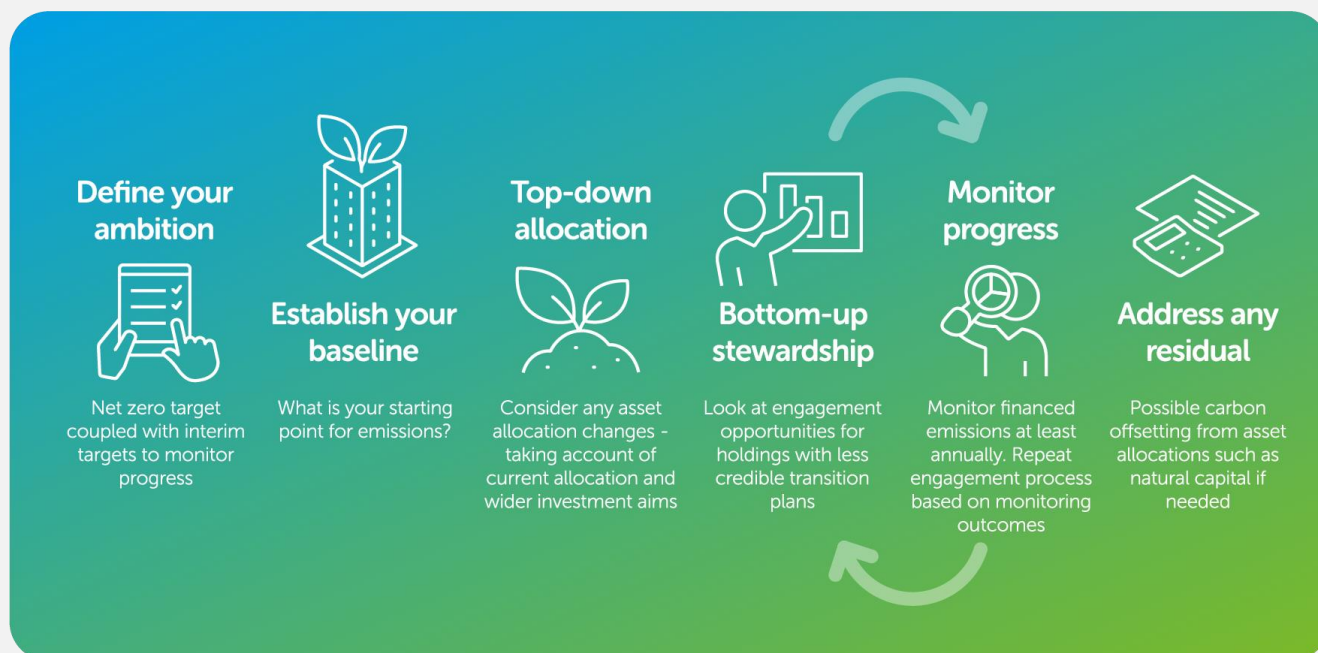 Define your
ambition
Net zero target
coupled with interim
targets to monitor
progress
Establish your
baseline
What is your starting
point for emissions?
Top-down
allocation
Consider any asset
allocation changes -
taking account of
current allocation and
wider investment aims
Bottom-up
stewardship
Look at engagement
opportunities for
holdings with less
credible transition
plans
Monitor
progress
Monitor financed
emissions at least
annually. Repeat
engagement process
based on monitoring
outcomes
Address any
residual
Possible carbon
offsetting from asset
allocations such as
natural capital if
needed